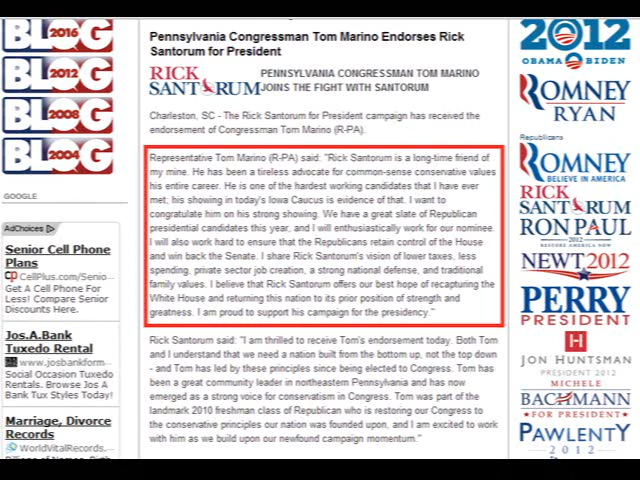 BLOG 2016
BLOG 2012
BLOG 2008
BLOG 2004
GOOGLE
AdChoices
Senior Cell Phone
Plans
CellPlus.com/Senio...
Get A Cell Phone For
Less! Compare Senior
Discounts Here.
Jos.A.Bank
Tuxedo Rental
www.josbankform...
Social Occasion Tuxedo
Rentals. Browse Jos A
Bank Tux Styles Today!
Marriage, Divorce
Records
WorldVitalRecords...
Pennsylvania Congressman Tom Marino Endorses Rick
Santorum for President
RICK
SANTORUM
PENNSYLVANIA CONGRESSMAN TOM MARINO
JOINS THE FIGHT WITH SANTORUM
Charleston, SC - The Rick Santorum for President campaign has received the
endorsement of Congressman Tom Marino (R-PA).
Representative Tom Marino (R-PA) said: "Rick Santorum is a long-time friend of
my mine. He has been a tireless advocate for common-sense conservative values
his entire career. He is one of the hardest working candidates that I have ever
met; his showing in today's Iowa Caucus is evidence of that. I want to
congratulate him on his strong showing. We have a great slate of Republican
presidential candidates this year, and I will enthusiastically work for our nominee.
I will also work hard to ensure that the Republicans retain control of the House
and win back the Senate. I share Rick Santorum's vision of lower taxes, less
spending, private sector job creation, a strong national defense, and traditional
family values. I believe that Rick Santorum offers our best hope of recapturing the
White House and returning this nation to its prior position of strength and
greatness. I am proud to support his campaign for the presidency."
Rick Santorum said: "I am thrilled to receive Tom's endorsement today. Both Tom
and I understand that we need a nation built from the bottom up, not the top down
- and Tom has led by these principles since being elected to Congress. Tom has
been a great community leader in northeastern Pennsylvania and has now
emerged as a strong voice for conservatism in Congress. Tom was part of the
landmark 2010 freshman class of Republican who is restoring our Congress to
the conservative principles our nation was founded upon, and I am excited to work
with him as we build upon our newfound campaign momentum."
2012
OBAMA BIDEN
ROMNEY
RYAN
Republicans
ROMNEY
BELIEVE IN AMERICA
RICK
SANTORUM
RON PAUL
2012
RESTORE AMERICA NOW
NEWT2012
PERRY
PRESIDENT
H
JON HUNTSMAN
PRESIDENT 2012
MICHELE
BACHMANN
FOR PRESIDENT
PAWLENTY
2012